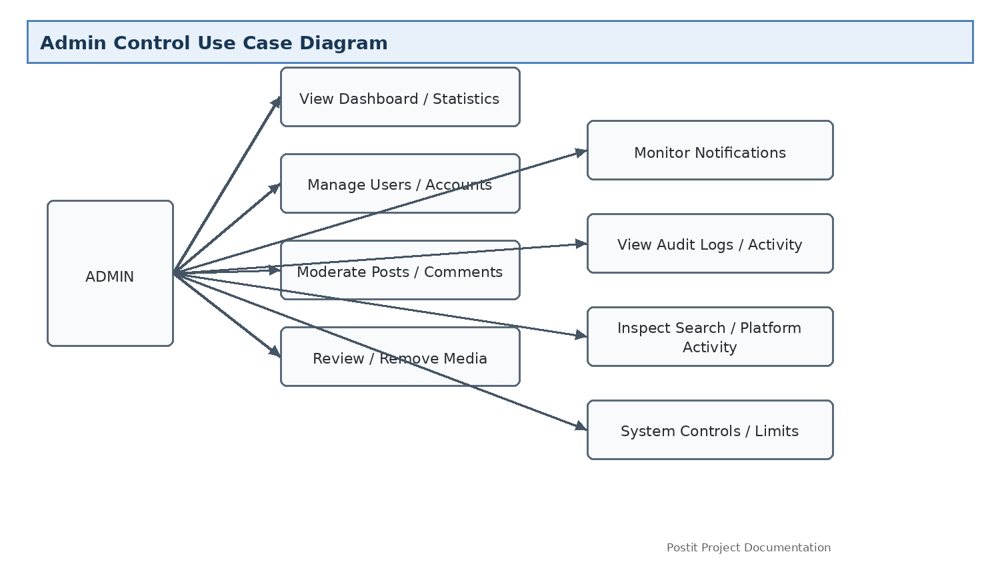 Admin Control Use Case Diagram
View Dashboard / Statistics
Monitor Notifications
Manage Users / Accounts
View Audit Logs / Activity
ADMIN
Moderate Posts / Comments
Inspect Search / Platform
Activity
Review / Remove Media
System Controls / Limits
Postit Project Documentation